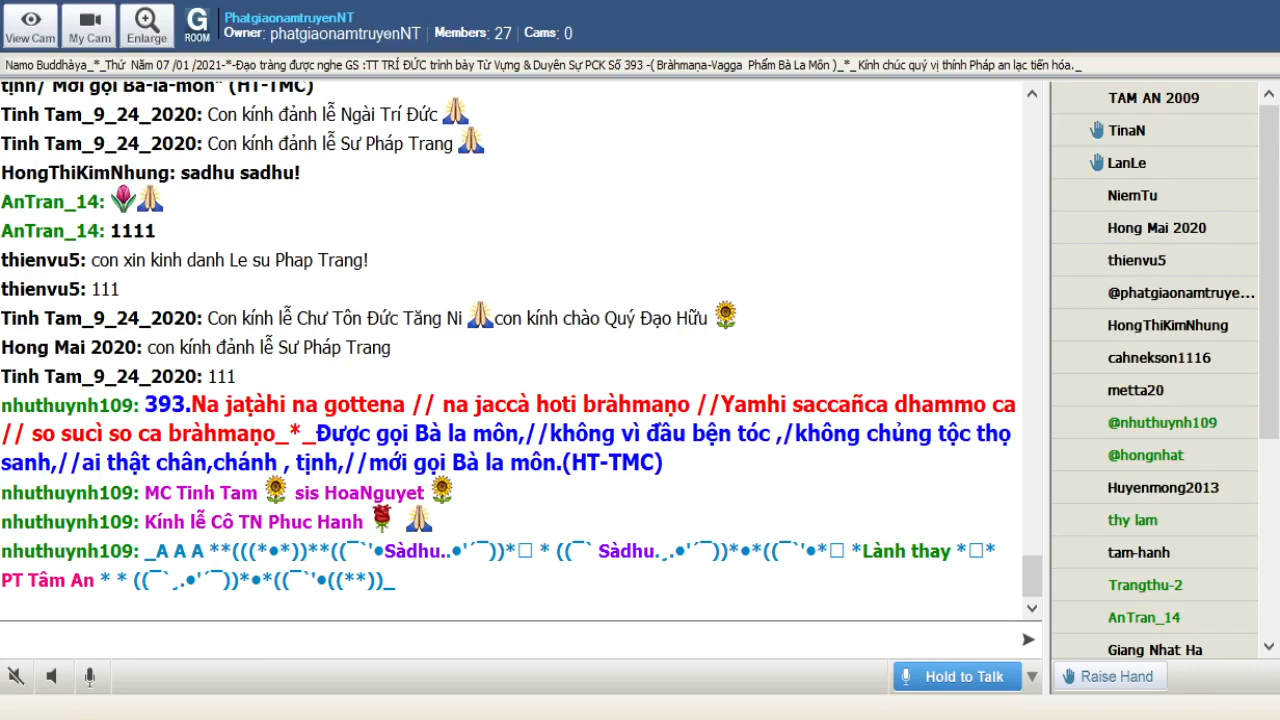 View Cam
My Cam
Enlarge
G
ROOM
PhatgiaonamtruyenNT
Owner: phatgiaonamtruyenNT | Members: 27 | Cams: 0
Namo Buddhàya_*_Thứ Năm 07 /01 /2021-*-Đạo tràng được nghe GS :TT TRÍ ĐỨC trình bày Từ Vựng & Duyên Sự PCK Số 393 -( Bràhmaṇa-Vagga Phẩm Bà La Môn )_*_Kính chúc quý vị thính Pháp an lạc tiến hóa._
tịnh/ Mới gọi Bà-la-môn" (HT-TMC)
Tinh Tam_9_24_2020: Con kính đảnh lễ Ngài Trí Đức
Tinh Tam_9_24_2020: Con kính đảnh lễ Sư Pháp Trang
HongThiKimNhung: sadhu sadhu!
AnTran_14:
AnTran_14: 1111
thienvu5: con xin kinh danh Le su Phap Trang!
thienvu5: 111
Tinh Tam_9_24_2020: Con kính lễ Chư Tôn Đức Tăng Ni con kính chào Quý Đạo Hữu
Hong Mai 2020: con kính đảnh lễ Sư Pháp Trang
Tinh Tam_9_24_2020: 111
nhuthuynh109: 393.Na jaṭàhi na gottena // na jaccà hoti bràhmaṇo //Yamhi saccañca dhammo ca
// so sucì so ca bràhmaṇo_*_Được gọi Bà la môn,//không vì đầu bện tóc ,/không chủng tộc thọ
sanh,//ai thật chân,chánh , tịnh,//mới gọi Bà la môn.(HT-TMC)
nhuthuynh109: MC Tinh Tam sis HoaNguyet
nhuthuynh109: Kính lễ Cô TN Phuc Hanh
nhuthuynh109: _A A A **(((*•*))**((¯`'•Sàdhu..•'´¯))*□ * ((¯` Sàdhu.¸.•'´¯))*•*((¯`'•*□ *Lành thay *□*
PT Tâm An * * ((¯`¸.•'´¯))*•*((¯`'•((**))_
Hold to Talk
TAM AN 2009
TinaN
LanLe
NiemTu
Hong Mai 2020
thienvu5
@phatgiaonamtruye...
HongThiKimNhung
cahnekson1116
metta20
@nhuthuynh109
@hongnhat
Huyenmong2013
thy lam
tam-hanh
Trangthu-2
AnTran_14
Giang Nhat Ha
Raise Hand